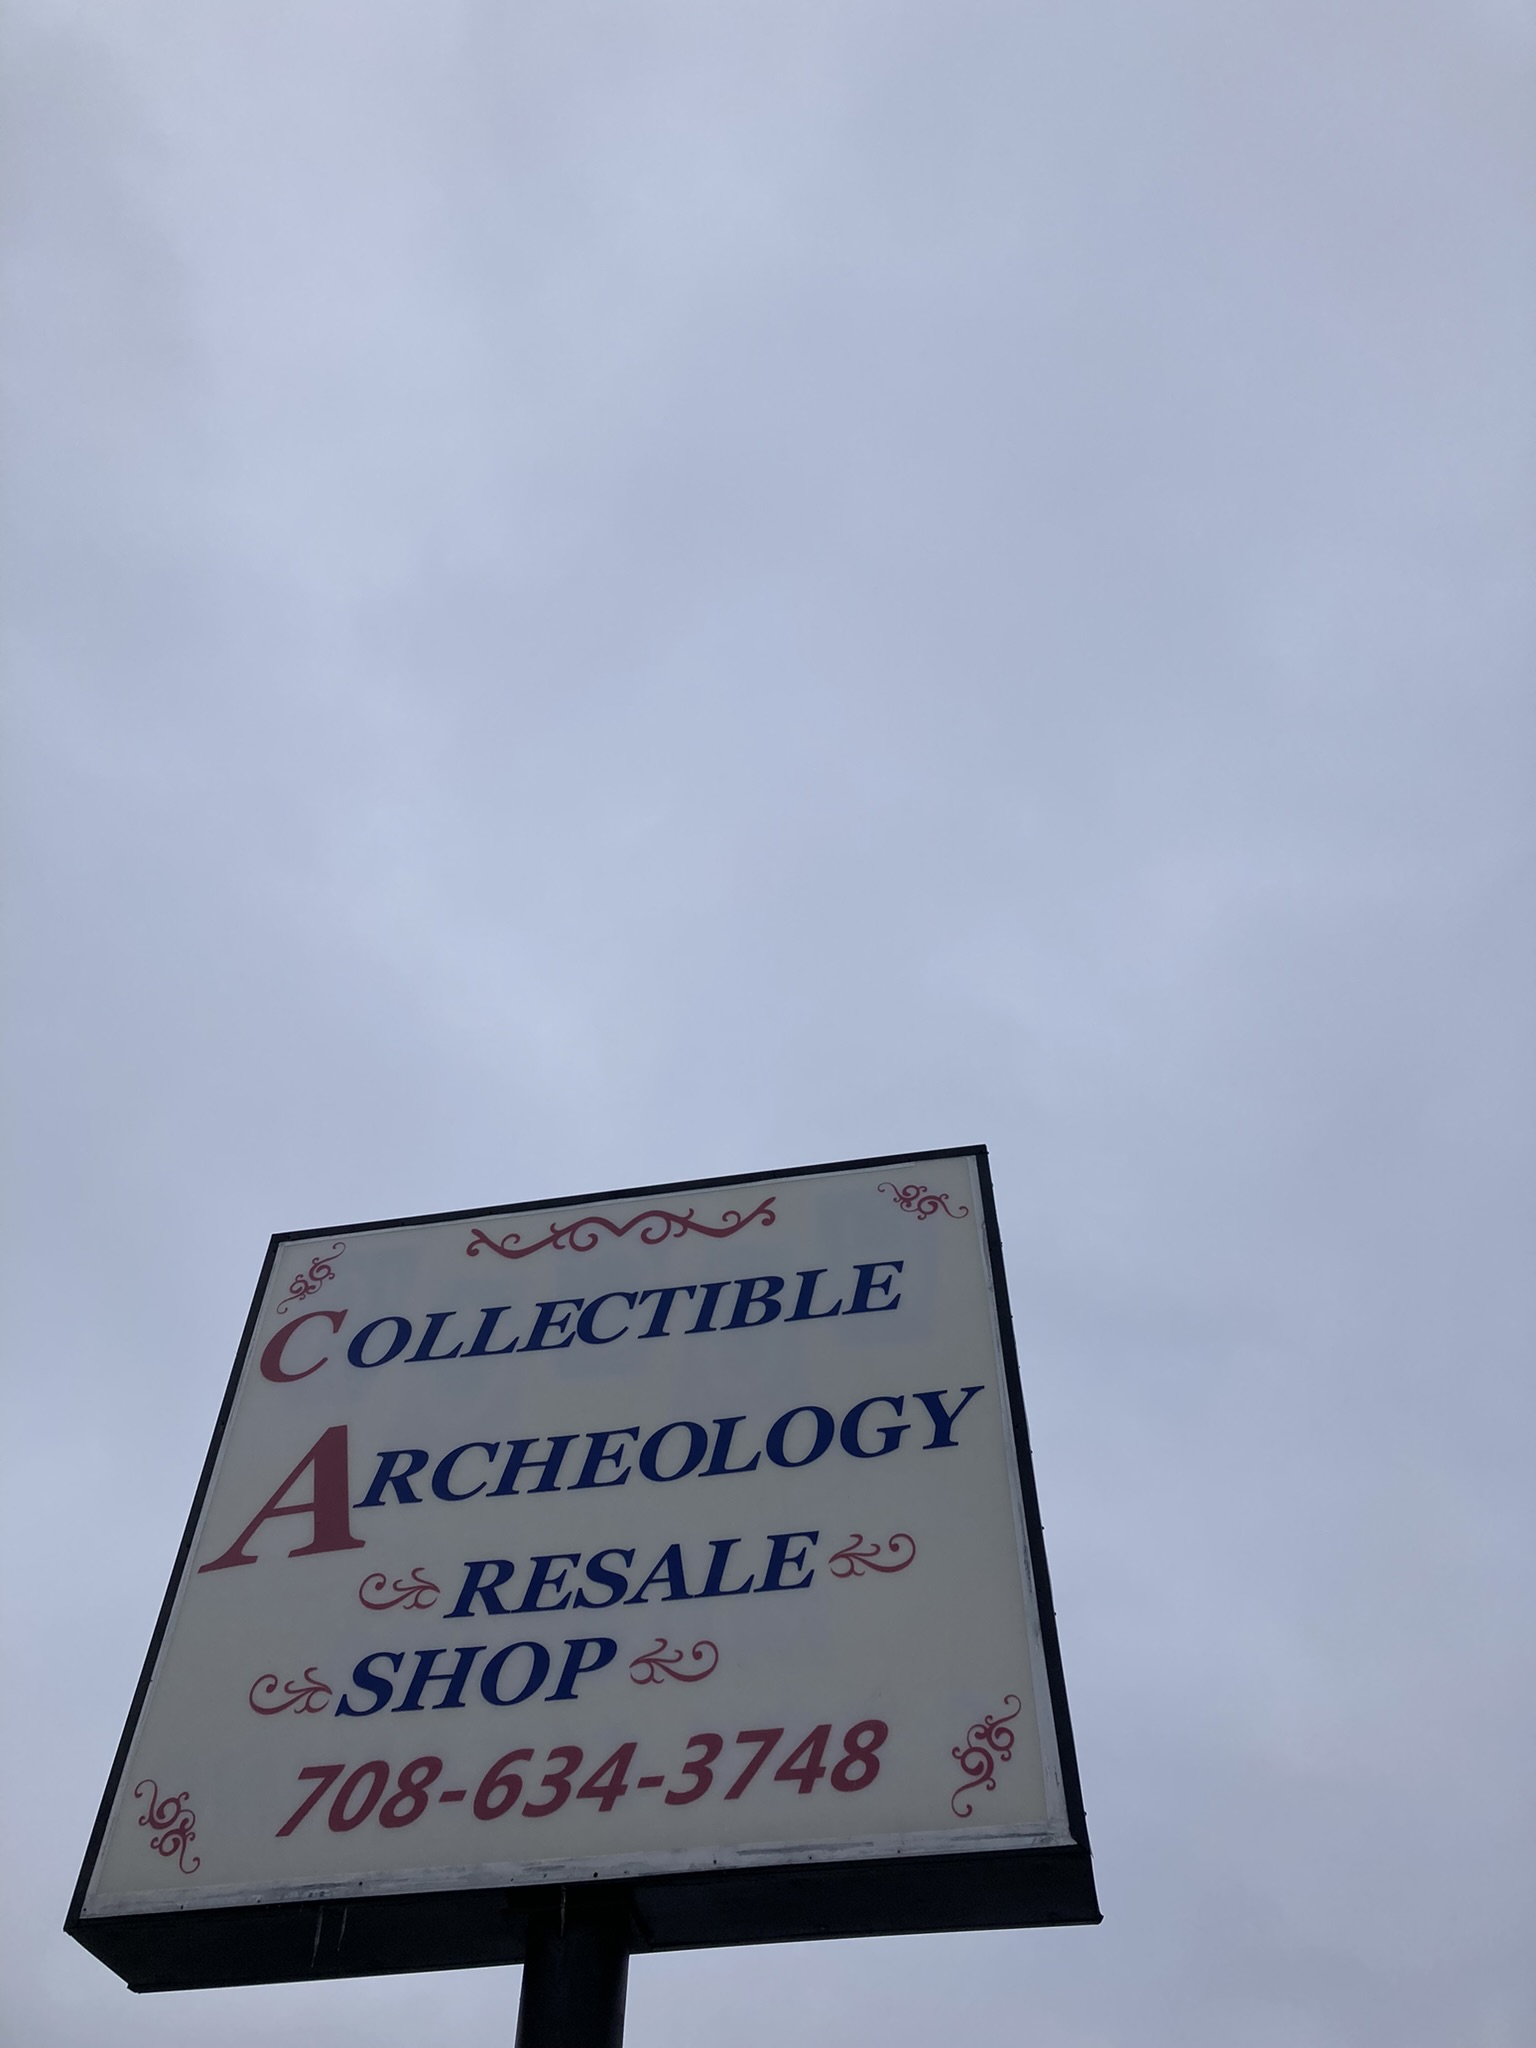 COLLECTIBLE
ARCHEOLOGY
RESALE
SHOP
708-634-3748